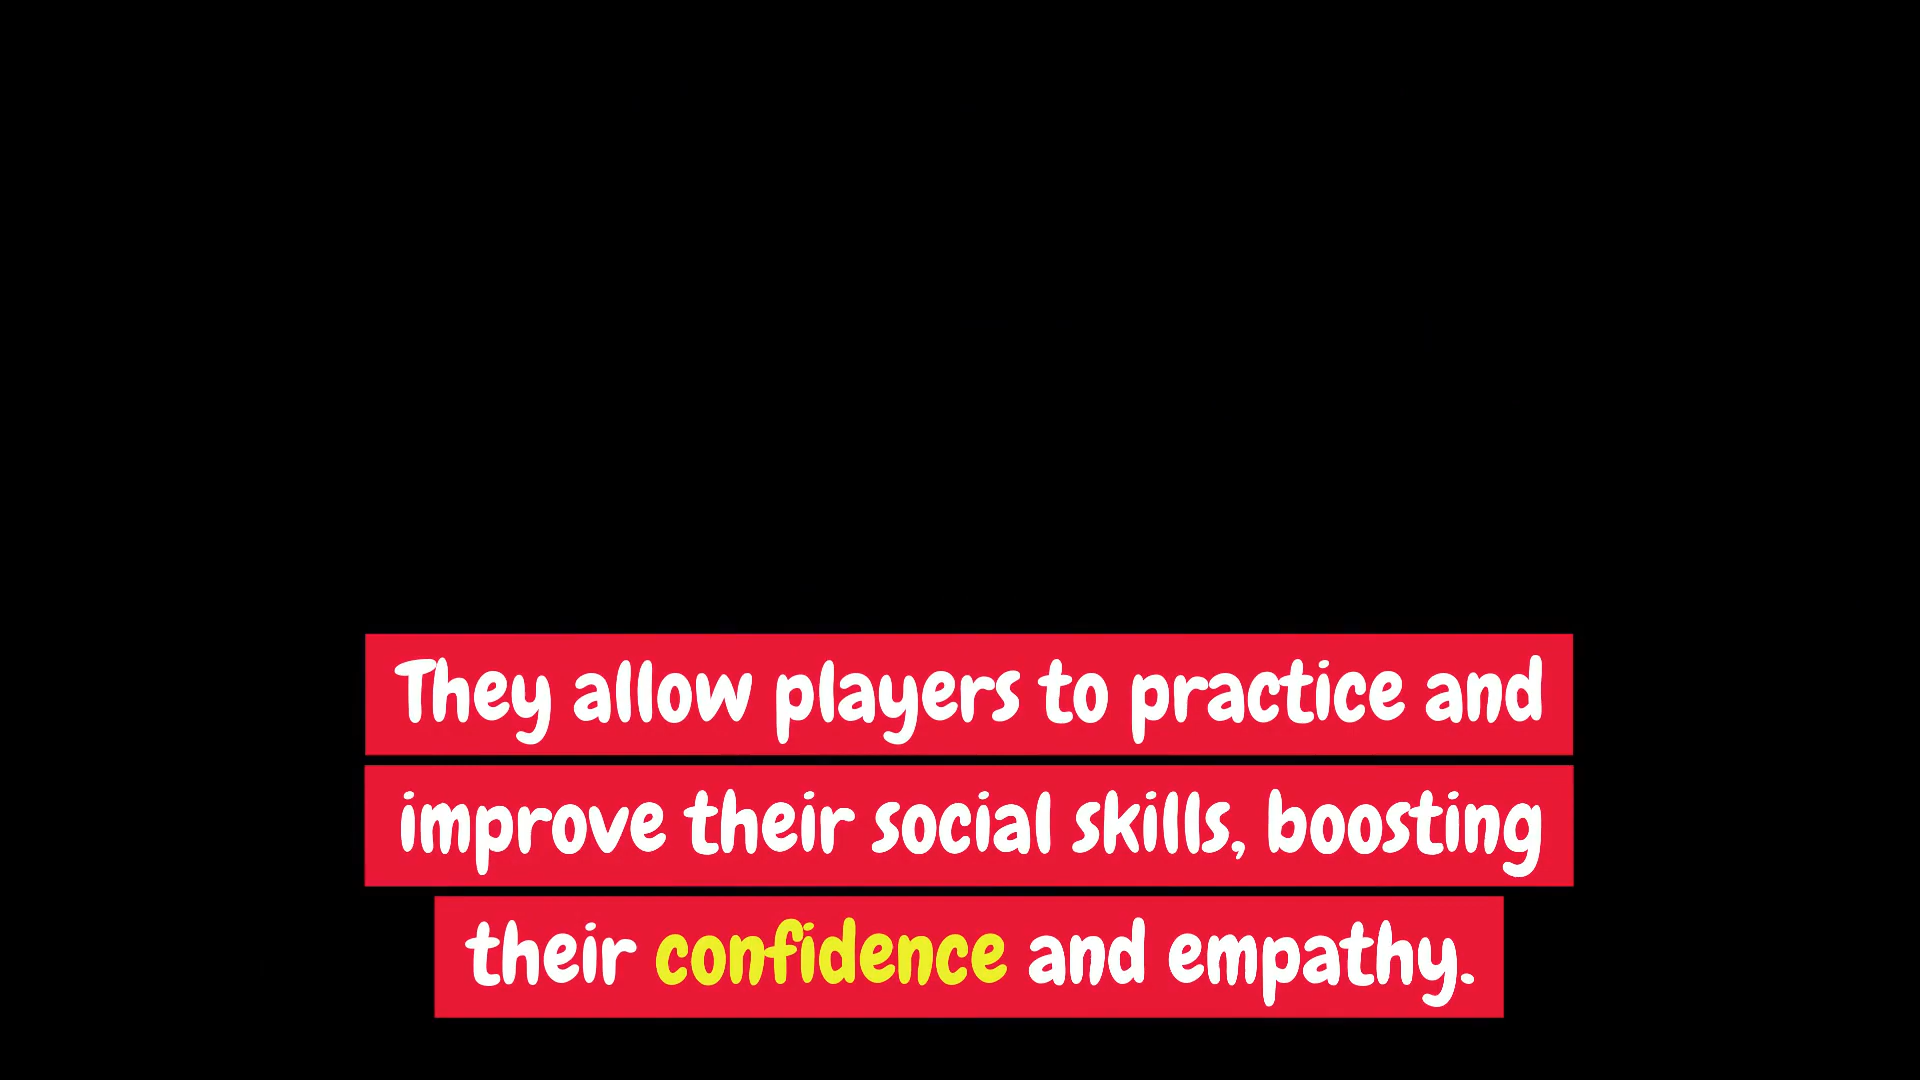 They allow players to practice and
improve their social skills, boosting
their confidence and empathy.